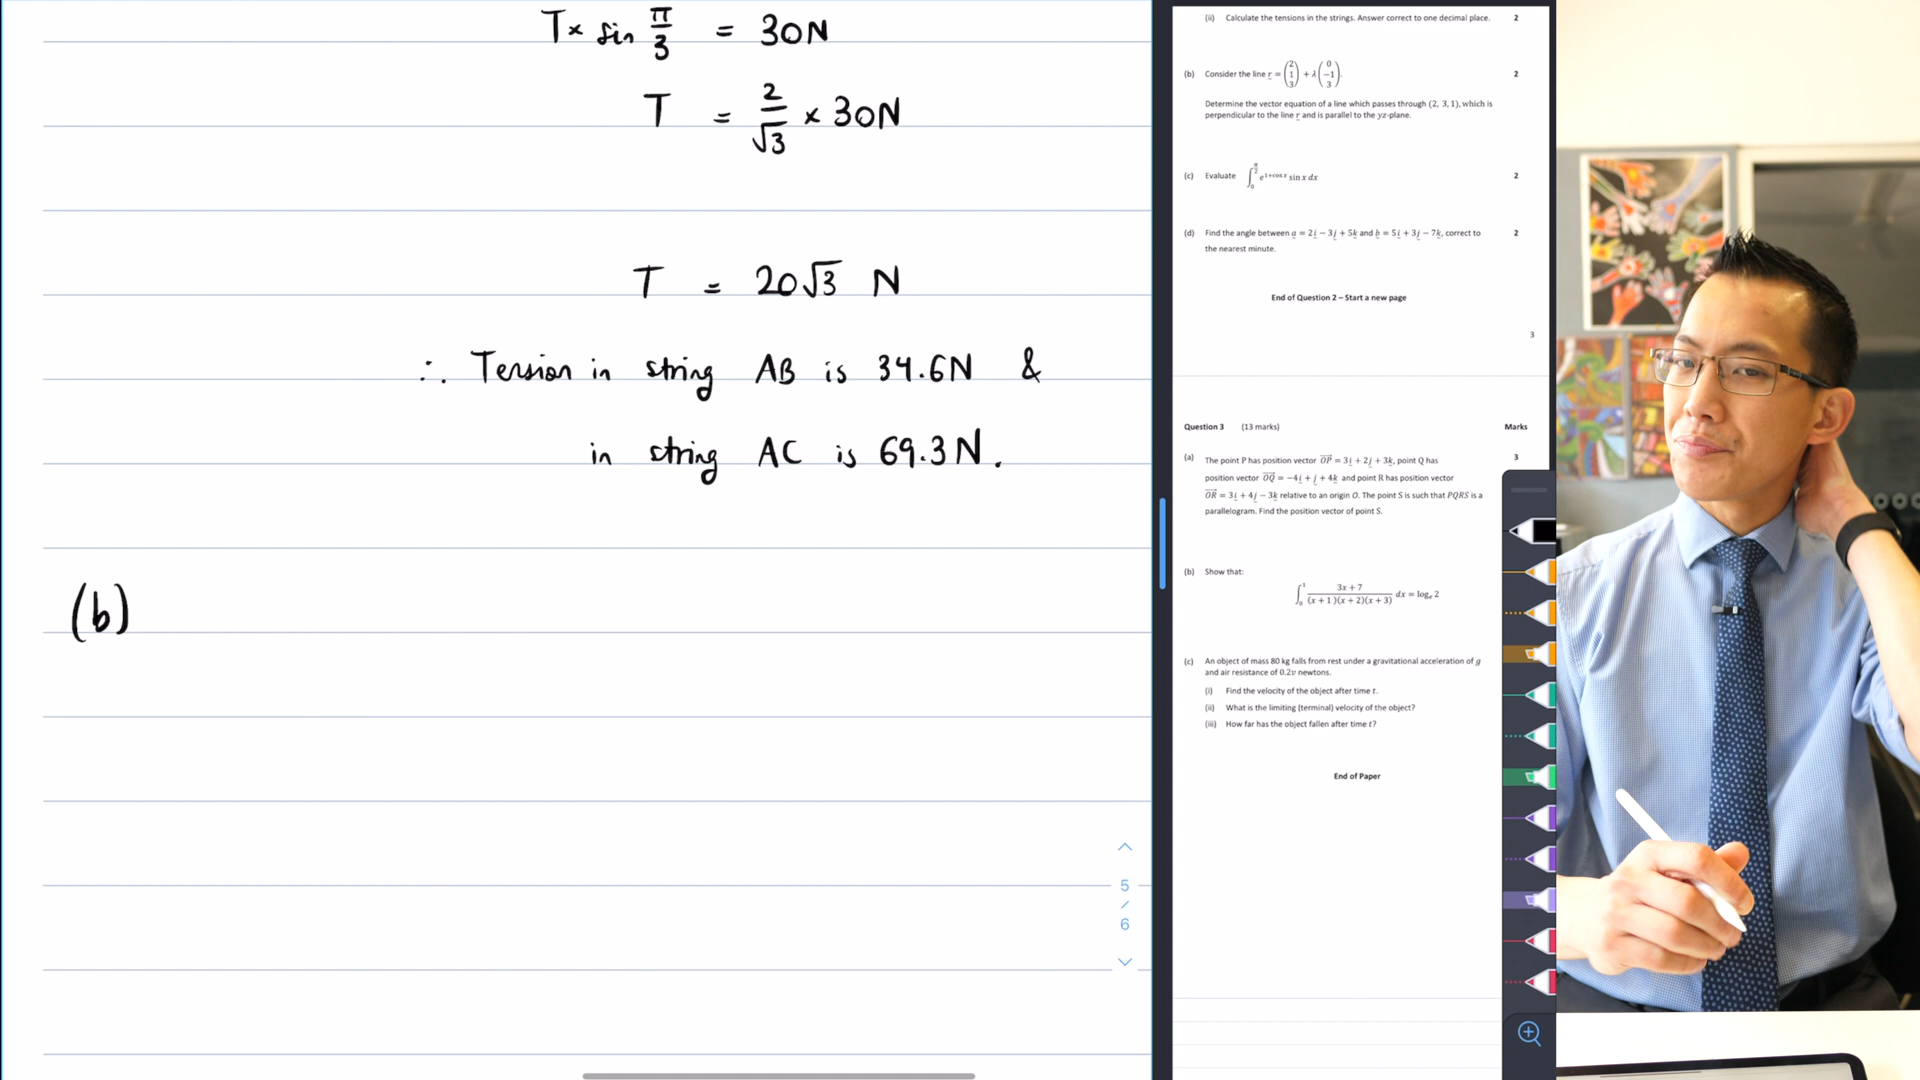 T × sin π/3 = 30N
T = 2/√3 × 30N
T = 20√3 N
∴ Tension in string AB is 34.6N &
in string AC is 69.3N.
(b)
5
/
6
(ii) Calculate the tensions in the strings. Answer correct to one decimal place. 2
(b) Consider the line r = (2 1 3) + λ(0 −1 3). 2
Determine the vector equation of a line which passes through (2, 3, 1), which is
perpendicular to the line r and is parallel to the yz-plane.
(c) Evaluate ∫₀^(π/2) e^(1+cos x) sin x dx 2
(d) Find the angle between a = 2i − 3j + 5k and b = 5i + 3j − 7k, correct to 2
the nearest minute.
End of Question 2 – Start a new page
3
Question 3 (13 marks) Marks
(a) The point P has position vector OP = 3i + 2j + 3k, point Q has 3
position vector OQ = −4i + j + 4k and point R has position vector
OR = 3i + 4j − 3k relative to an origin O. The point S is such that PQRS is a
parallelogram. Find the position vector of point S.
(b) Show that:
∫₀¹ (3x + 7)/((x + 1)(x + 2)(x + 3)) dx = logₑ 2
(c) An object of mass 80 kg falls from rest under a gravitational acceleration of g
and air resistance of 0.2v newtons.
(i) Find the velocity of the object after time t.
(ii) What is the limiting (terminal) velocity of the object?
(iii) How far has the object fallen after time t?
End of Paper